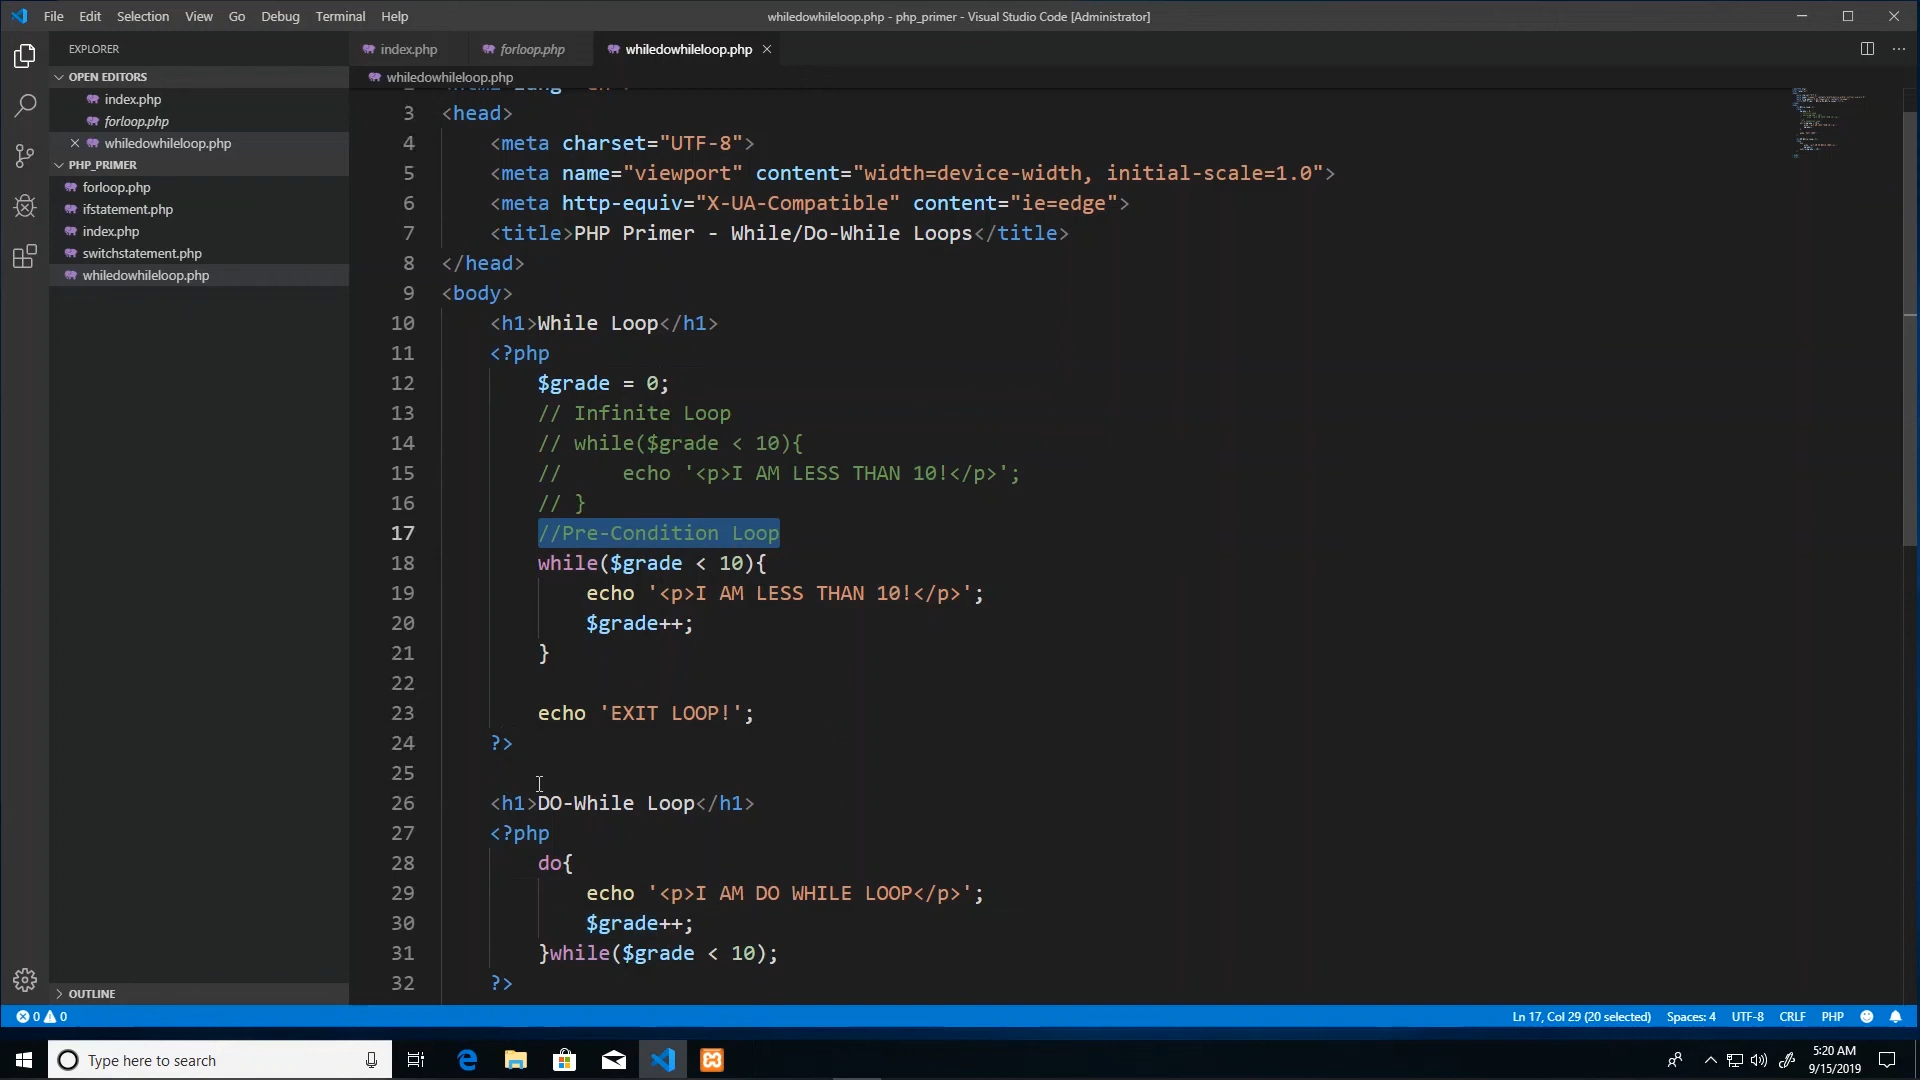 File Edit Selection View Go Debug Terminal Help
whiledowhileloop.php - php_primer - Visual Studio Code [Administrator]
EXPLORER
OPEN EDITORS
index.php
forloop.php
whiledowhileloop.php
PHP_PRIMER
forloop.php
ifstatement.php
index.php
switchstatement.php
whiledowhileloop.php
OUTLINE
index.php forloop.php whiledowhileloop.php
whiledowhileloop.php
3 <head>
4 <meta charset="UTF-8">
5 <meta name="viewport" content="width=device-width, initial-scale=1.0">
6 <meta http-equiv="X-UA-Compatible" content="ie=edge">
7 <title>PHP Primer - While/Do-While Loops</title>
8 </head>
9 <body>
10 <h1>While Loop</h1>
11 <?php
12 $grade = 0;
13 // Infinite Loop
14 // while($grade < 10){
15 // echo '<p>I AM LESS THAN 10!</p>';
16 // }
17 //Pre-Condition Loop
18 while($grade < 10){
19 echo '<p>I AM LESS THAN 10!</p>';
20 $grade++;
21 }
22
23 echo 'EXIT LOOP!';
24 ?>
25
26 <h1>DO-While Loop</h1>
27 <?php
28 do{
29 echo '<p>I AM DO WHILE LOOP</p>';
30 $grade++;
31 }while($grade < 10);
32 ?>
0 0 Ln 17, Col 29 (20 selected) Spaces: 4 UTF-8 CRLF PHP
Type here to search
5:20 AM
9/15/2019